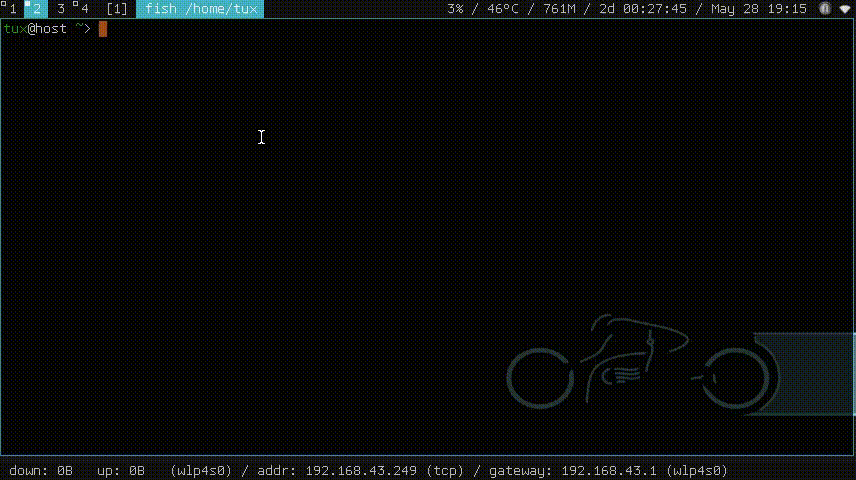 1 2 3 4 [1] fish /home/tux 3% / 46°C / 761M / 2d 00:27:45 / May 28 19:15
tux@host ~>
down: 0B up: 0B (wlp4s0) / addr: 192.168.43.249 (tcp) / gateway: 192.168.43.1 (wlp4s0)